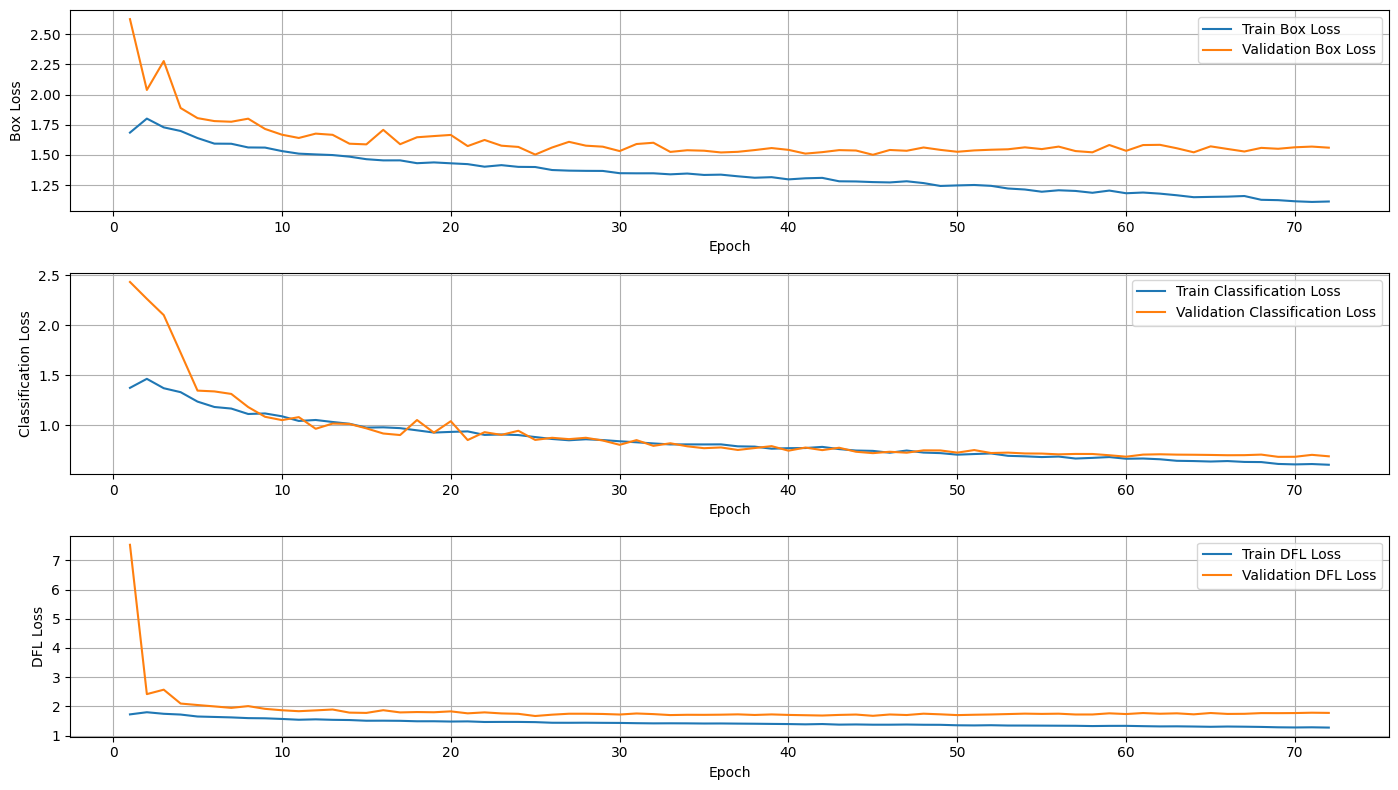 2.50
2.25
2.00
1.75
1.50
1.25
Box Loss
Train Box Loss
Validation Box Loss
0 10 20 30 40 50 60 70
Epoch
2.5
2.0
1.5
1.0
Classification Loss
Train Classification Loss
Validation Classification Loss
0 10 20 30 40 50 60 70
Epoch
7
6
5
4
3
2
1
DFL Loss
Train DFL Loss
Validation DFL Loss
0 10 20 30 40 50 60 70
Epoch